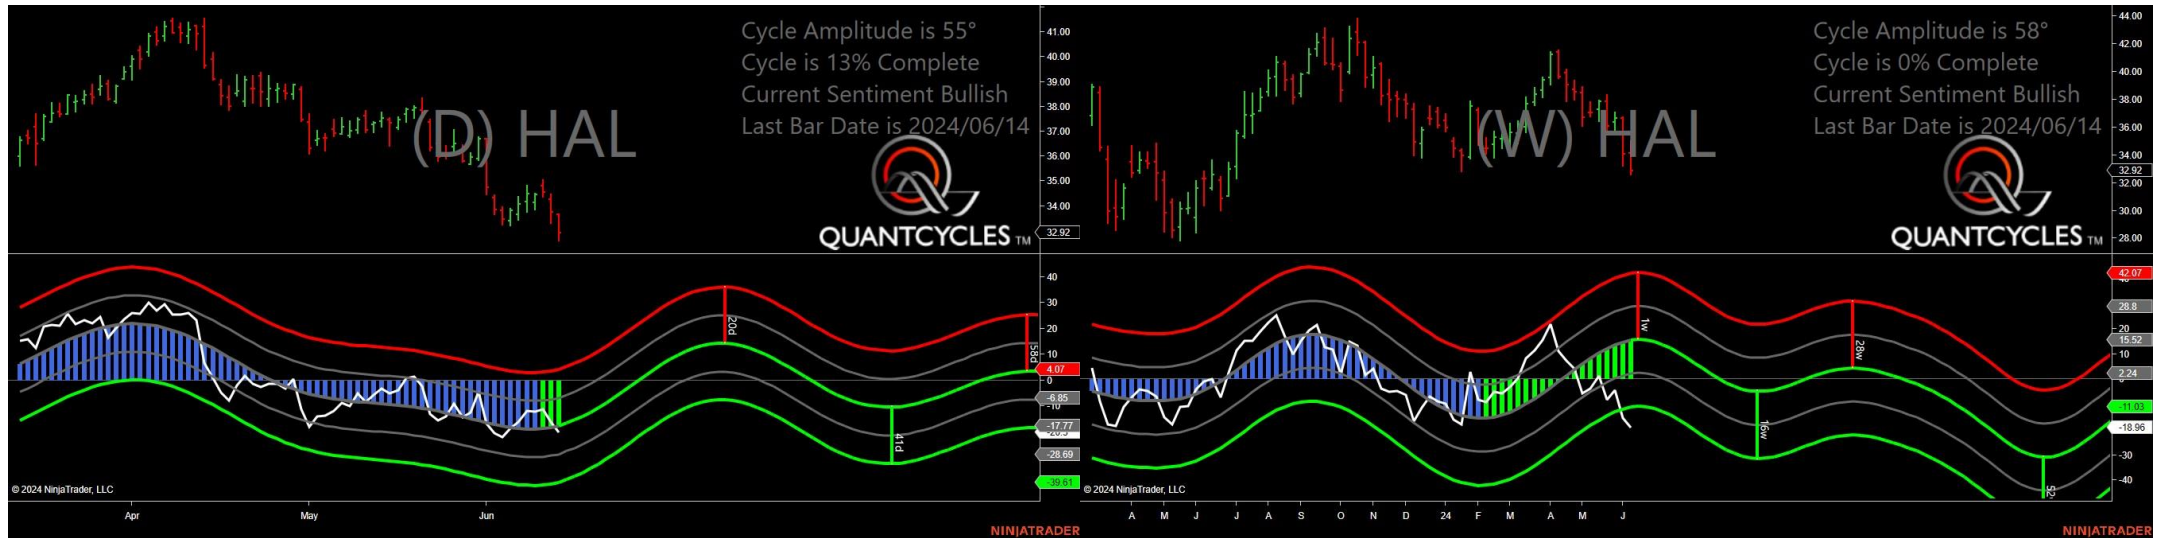 Cycle Amplitude is 55°
Cycle is 13% Complete
Current Sentiment Bullish
Last Bar Date is 2024/06/14
(D) HAL
QUANTCYCLES TM
41.00
40.00
39.00
38.00
37.00
36.00
35.00
34.00
32.92
40
30
20
10
4.07
0
-6.85
-10
-17.77
-28.69
-39.61
20d
41d
58d
© 2024 NinjaTrader, LLC
Apr May Jun
NINJATRADER
Cycle Amplitude is 58°
Cycle is 0% Complete
Current Sentiment Bullish
Last Bar Date is 2024/06/14
(W) HAL
QUANTCYCLES TM
44.00
42.00
40.00
38.00
36.00
34.00
32.92
32.00
30.00
28.00
42.07
28.8
15.52
10
2.24
-11.03
-18.96
-30
-40
1w
16w
28w
52
© 2024 NinjaTrader, LLC
A M J J A S O N D 24 F M A M J
NINJATRADER